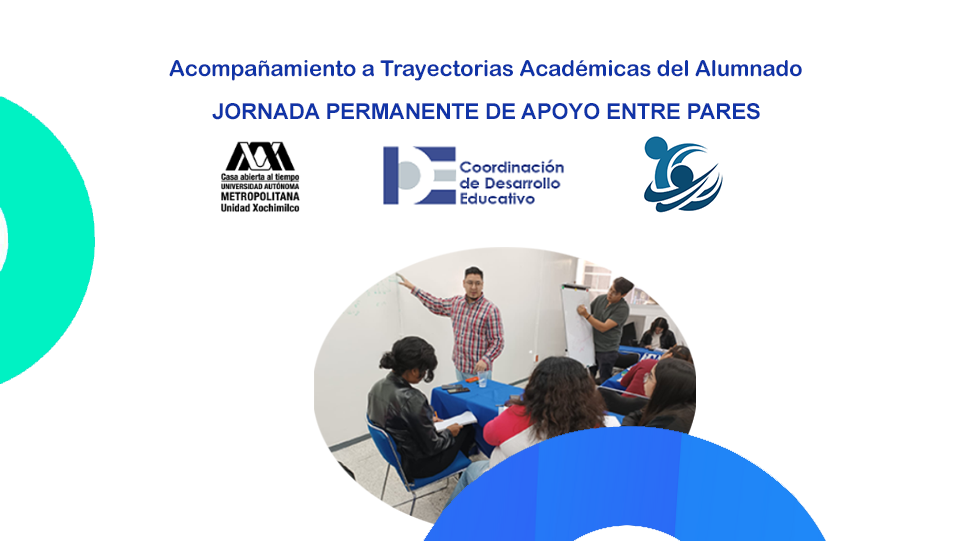 Acompañamiento a Trayectorias Académicas del Alumnado
JORNADA PERMANENTE DE APOYO ENTRE PARES
Casa abierta al tiempo
UNIVERSIDAD AUTÓNOMA
METROPOLITANA
Unidad Xochimilco
Coordinación
de Desarrollo
Educativo